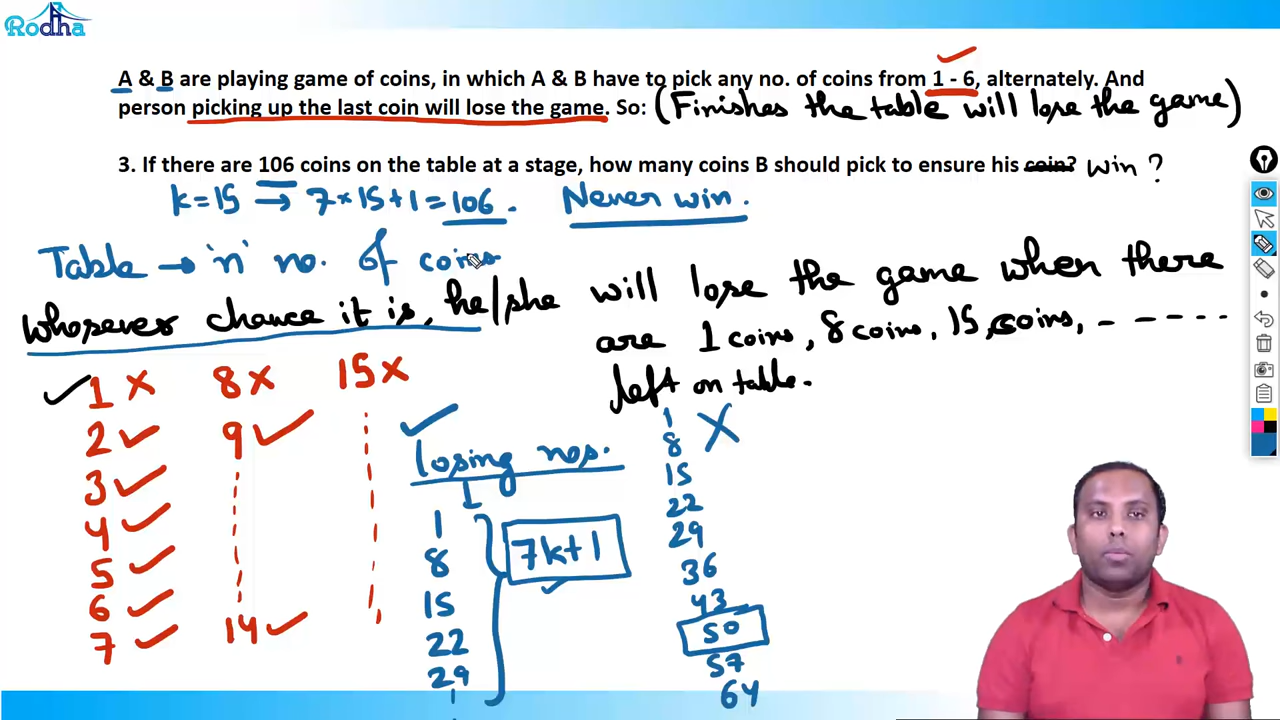 Rodha
A & B are playing game of coins, in which A & B have to pick any no. of coins from 1 - 6, alternately. And
person picking up the last coin will lose the game. So: (Finishes the table will lose the game)
3. If there are 106 coins on the table at a stage, how many coins B should pick to ensure his coin? win?
k=15 → 7*15+1=106. Never win.
Table → 'n' no. of coins
whosever chance it is, he/she will lose the game when there
are 1 coins, 8 coins, 15 coins, - - - - - -
left on table.
1 x 8x 15x
2 ✓ 9 ✓
3 ✓
4 ✓
5 ✓
6 ✓
7 ✓ 14 ✓
losing nos.
1
8
15
22
29
7k+1
1
8
15
22
29
36
43
50
57
64